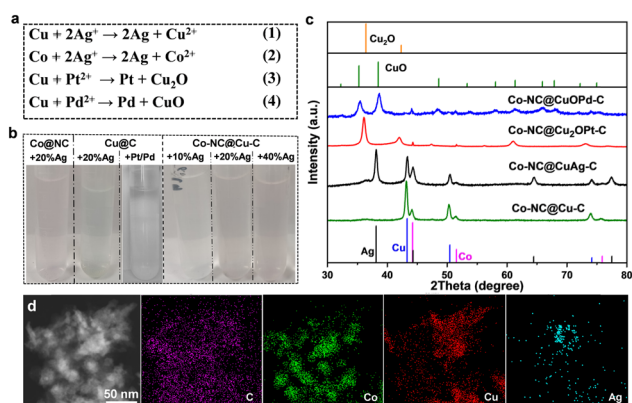 a
Cu + 2Ag⁺ → 2Ag + Cu²⁺ (1)
Co + 2Ag⁺ → 2Ag + Co²⁺ (2)
Cu + Pt²⁺ → Pt + Cu₂O (3)
Cu + Pd²⁺ → Pd + CuO (4)
b
Co@NC Cu@C Co-NC@Cu-C
+20%Ag +20%Ag +Pt/Pd +10%Ag +20%Ag +40%Ag
c
Cu₂O
CuO
Co-NC@CuOPd-C
Co-NC@Cu₂OPt-C
Co-NC@CuAg-C
Co-NC@Cu-C
Ag Cu Co
Intensity (a.u.)
30 40 50 60 70 80
2Theta (degree)
d
50 nm C Co Cu Ag